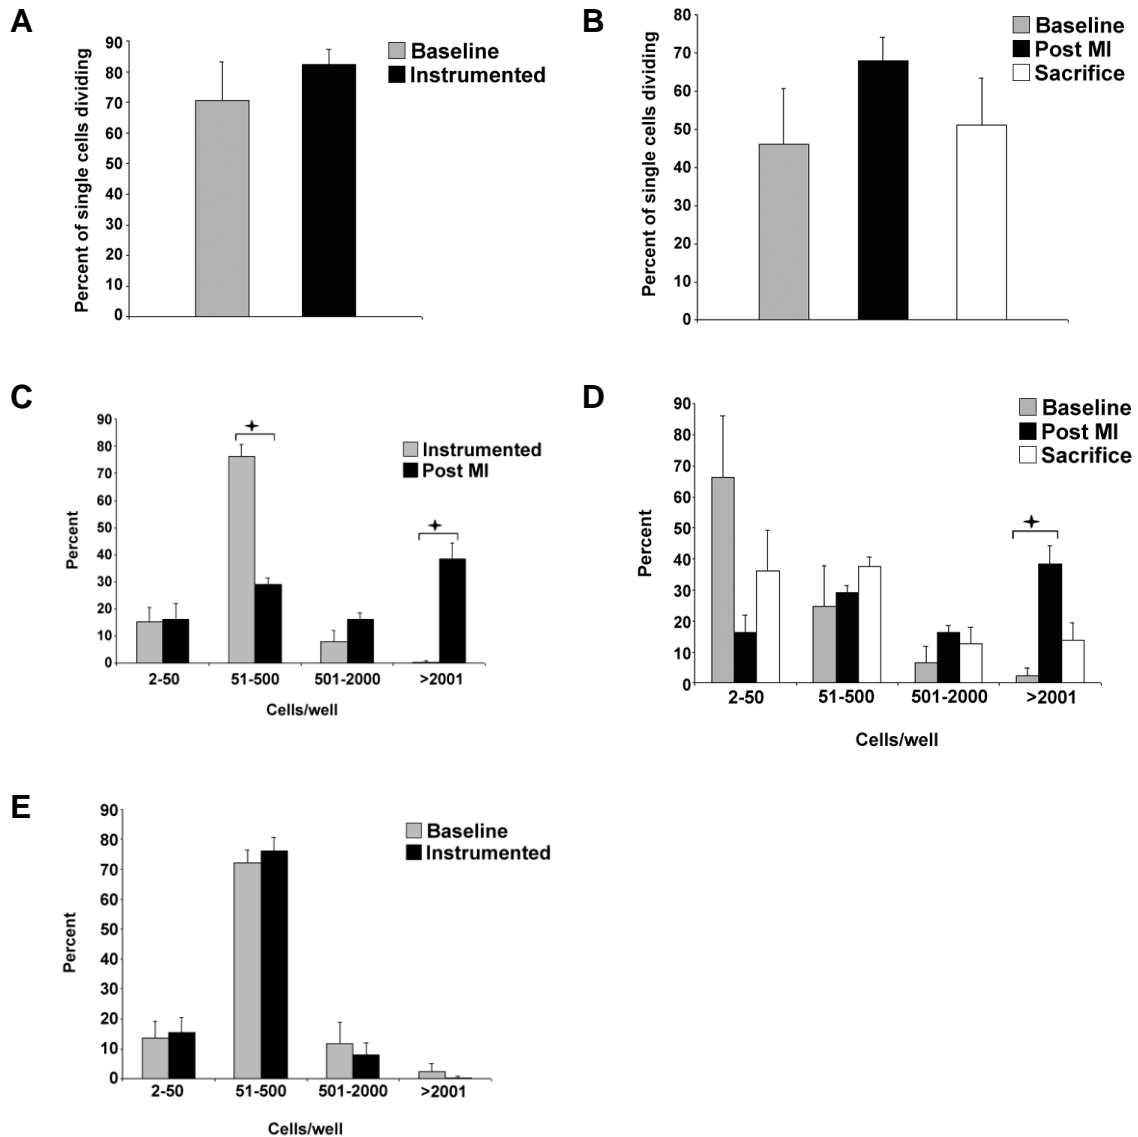 A
Percent of single cells dividing
90
80
70
60
50
40
30
20
10
0
Baseline
Instrumented
B
Percent of single cells dividing
80
70
60
50
40
30
20
10
0
Baseline
Post MI
Sacrifice
C
Percent
90
80
70
60
50
40
30
20
10
0
Instrumented
Post MI
2-50 51-500 501-2000 >2001
Cells/well
D
Percent
90
80
70
60
50
40
30
20
10
0
Baseline
Post MI
Sacrifice
2-50 51-500 501-2000 >2001
Cells/well
E
Percent
90
80
70
60
50
40
30
20
10
0
Baseline
Instrumented
2-50 51-500 501-2000 >2001
Cells/well